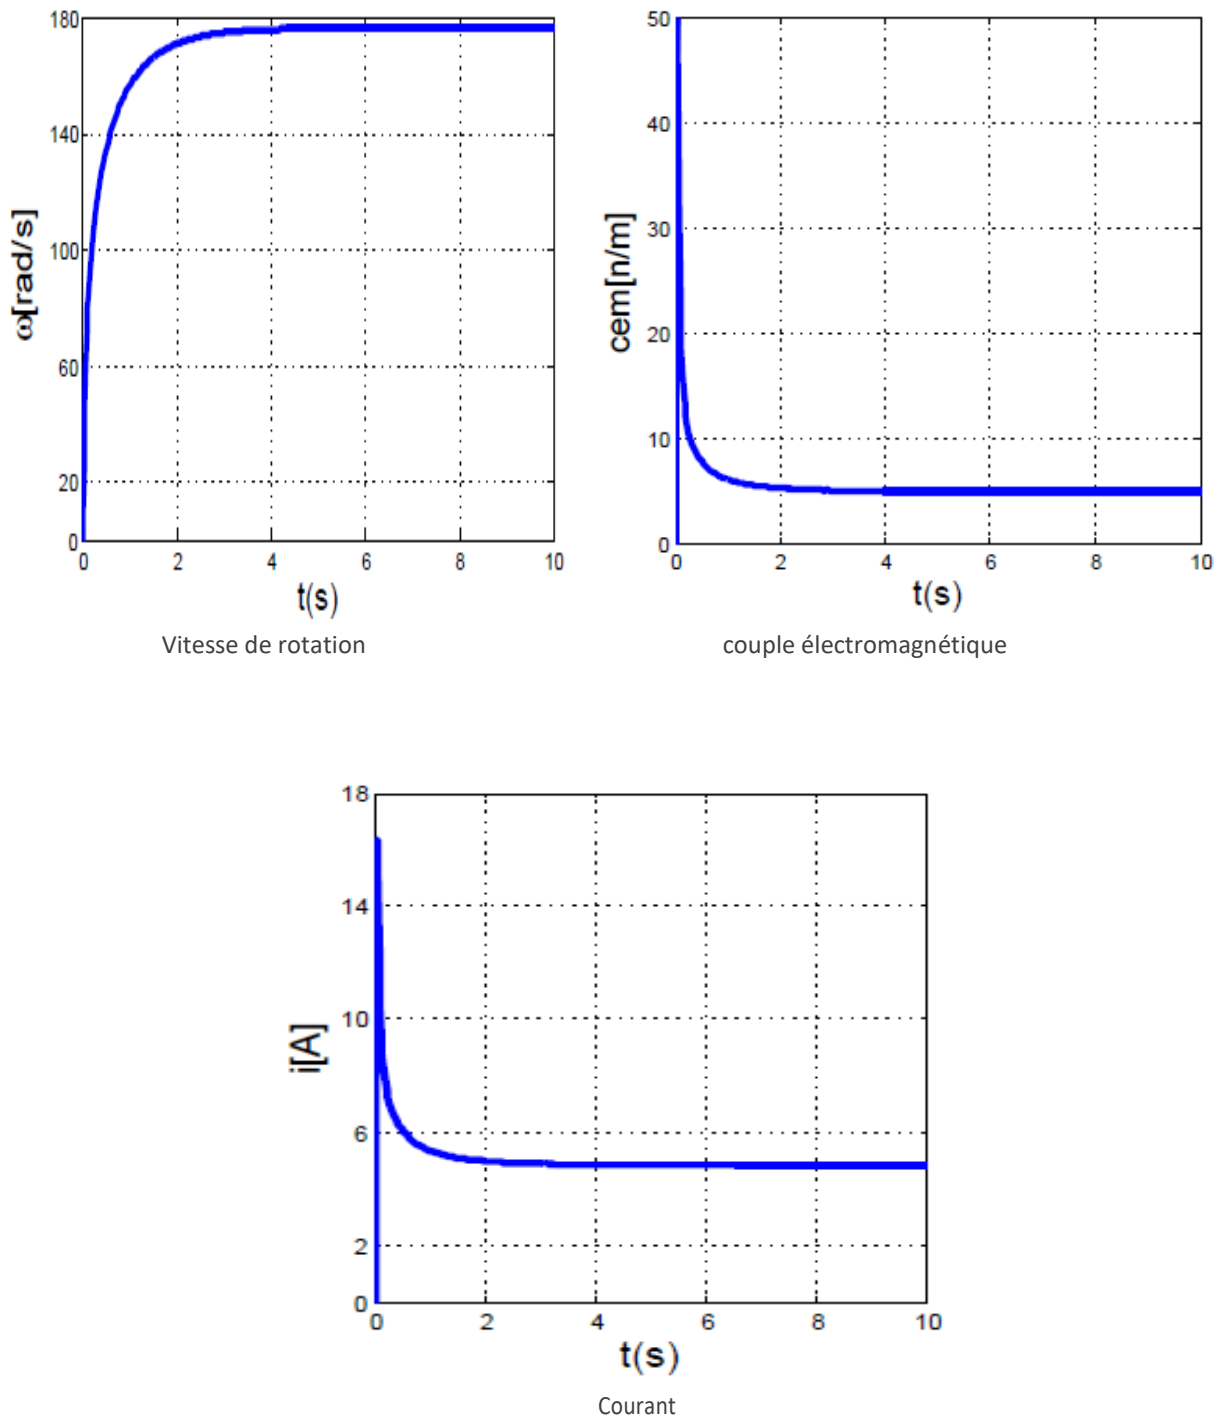 180
140
100
60
20
0
0 2 4 6 8 10
ω[rad/s]
t(s)
Vitesse de rotation
50
40
30
20
10
0
0 2 4 6 8 10
cem[n/m]
t(s)
couple électromagnétique
18
14
10
6
2
0
0 2 4 6 8 10
i[A]
t(s)
Courant